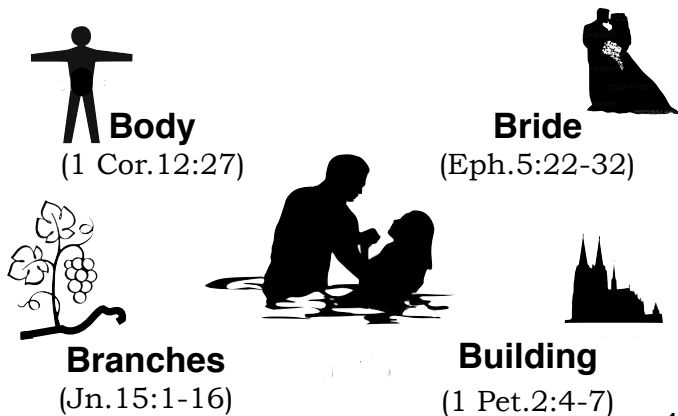 Body
(1 Cor.12:27)
Bride
(Eph.5:22-32)
Branches
(Jn.15:1-16)
Building
(1 Pet.2:4-7)